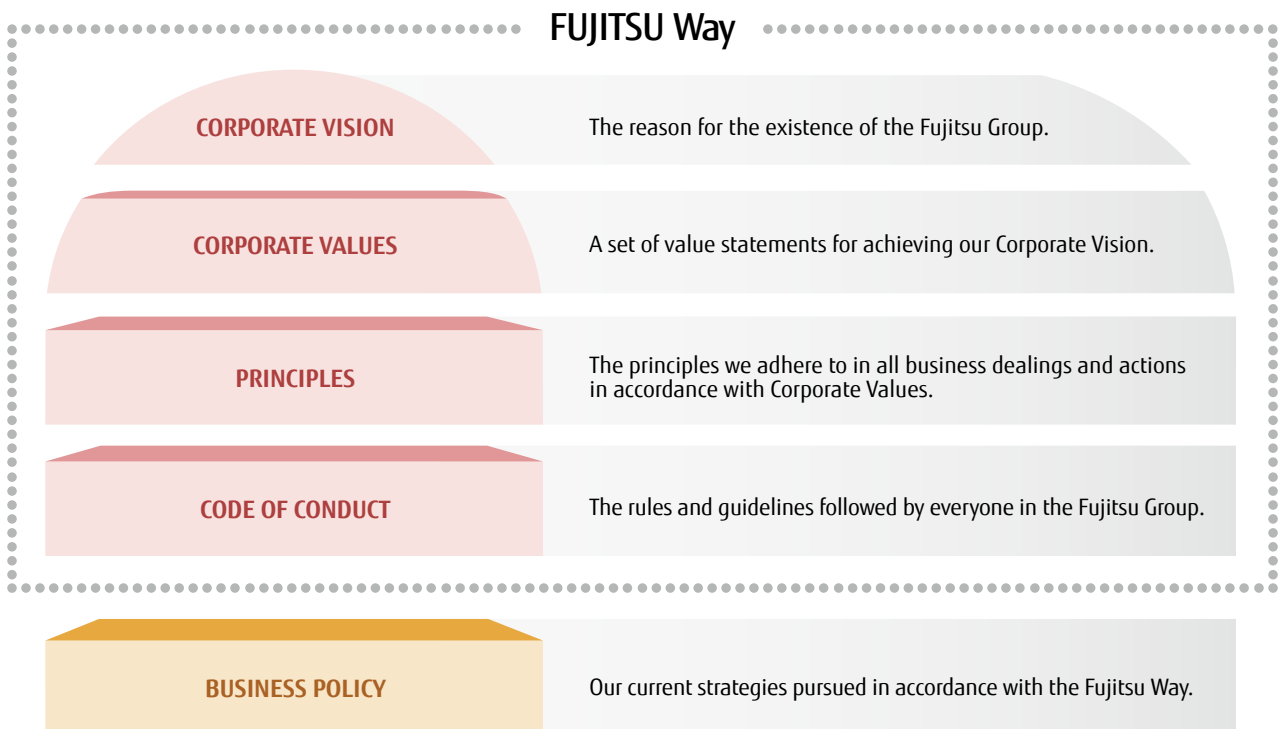 FUJITSU Way
CORPORATE VISION
The reason for the existence of the Fujitsu Group.
CORPORATE VALUES
A set of value statements for achieving our Corporate Vision.
PRINCIPLES
The principles we adhere to in all business dealings and actions
in accordance with Corporate Values.
CODE OF CONDUCT
The rules and guidelines followed by everyone in the Fujitsu Group.
BUSINESS POLICY
Our current strategies pursued in accordance with the Fujitsu Way.